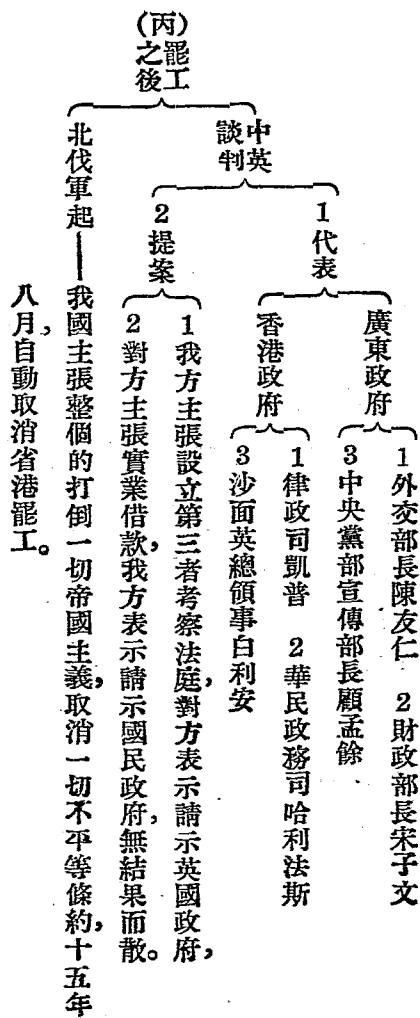 (丙)罷工之後
中英談判
1代表
廣東政府
1外交部長陳友仁　2財政部長宋子文
3中央黨部宣傳部長顧孟餘
香港政府
1律政司凱普　2華民政務司哈利法斯
3沙面英總領事白利安
2提案
1我方主張設立第三者考察法庭,對方表示請示英國政府,
2對方主張實業借款,我方表示請示國民政府,無結果而散。
北伐軍起——我國主張整個的打倒一切帝國主義,取消一切不平等條約,十五年
八月,自動取消省港罷工。